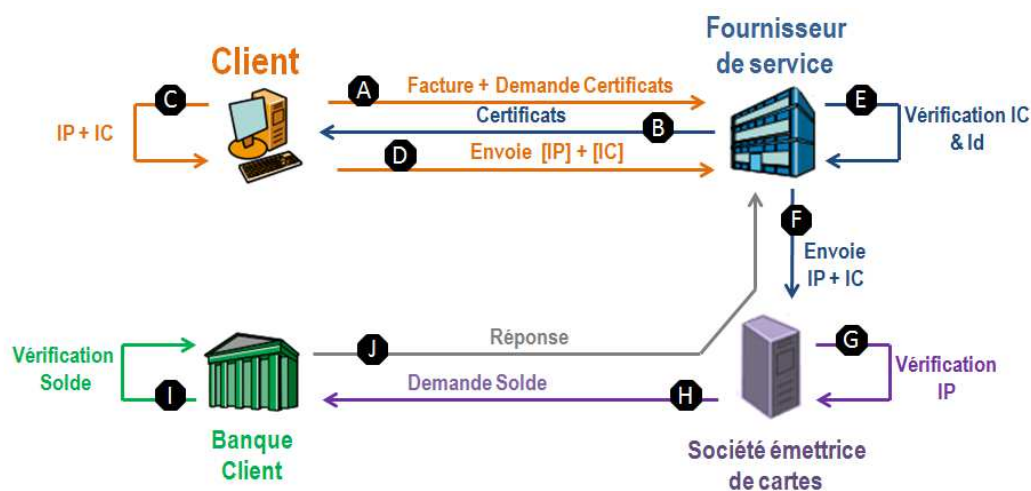 Client
Fournisseur
de service
C
A
Facture + Demande Certificats
E
IP + IC
Certificats
B
Vérification IC
& Id
D
Envoie [IP] + [IC]
F
Envoie
IP + IC
Vérification
Solde
J
Réponse
G
Vérification
IP
I
Demande Solde
H
Banque
Client
Société émettrice
de cartes